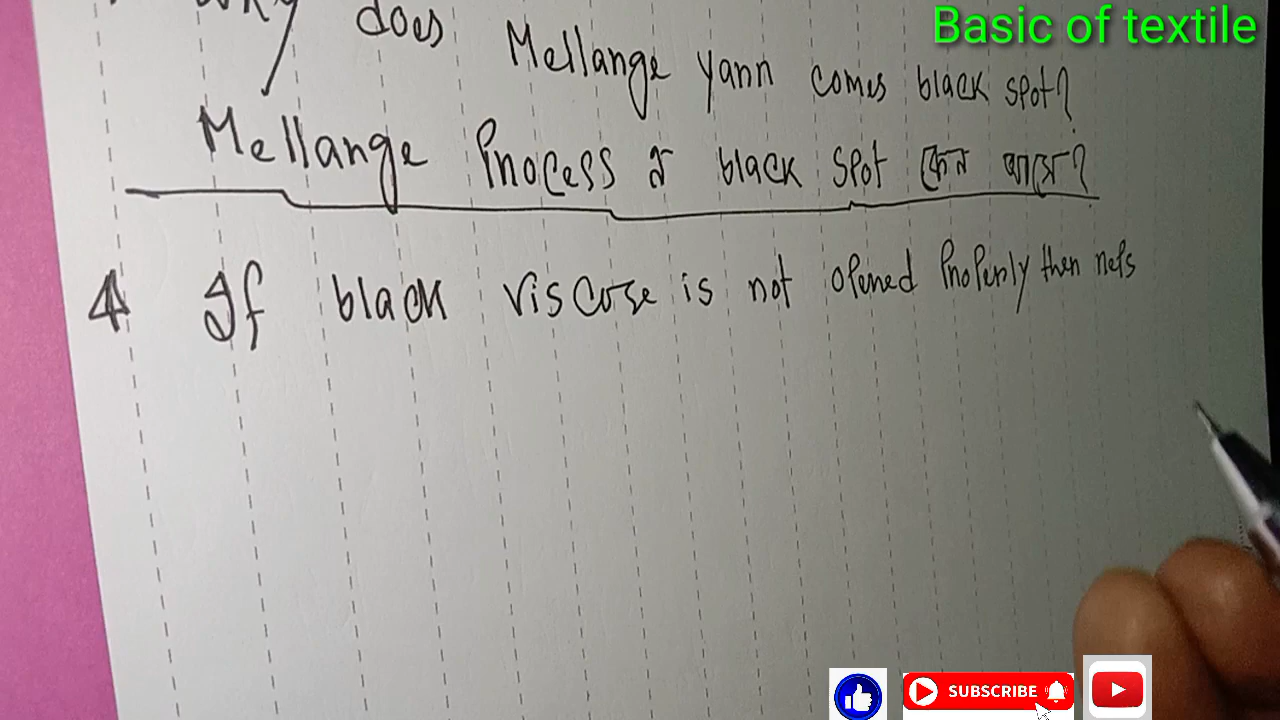 Basic of textile
Why does Mellange yarn comes black spot?
Mellange Process এ black spot কেন আসে?
If black viscose is not opened Properly then neps
SUBSCRIBE